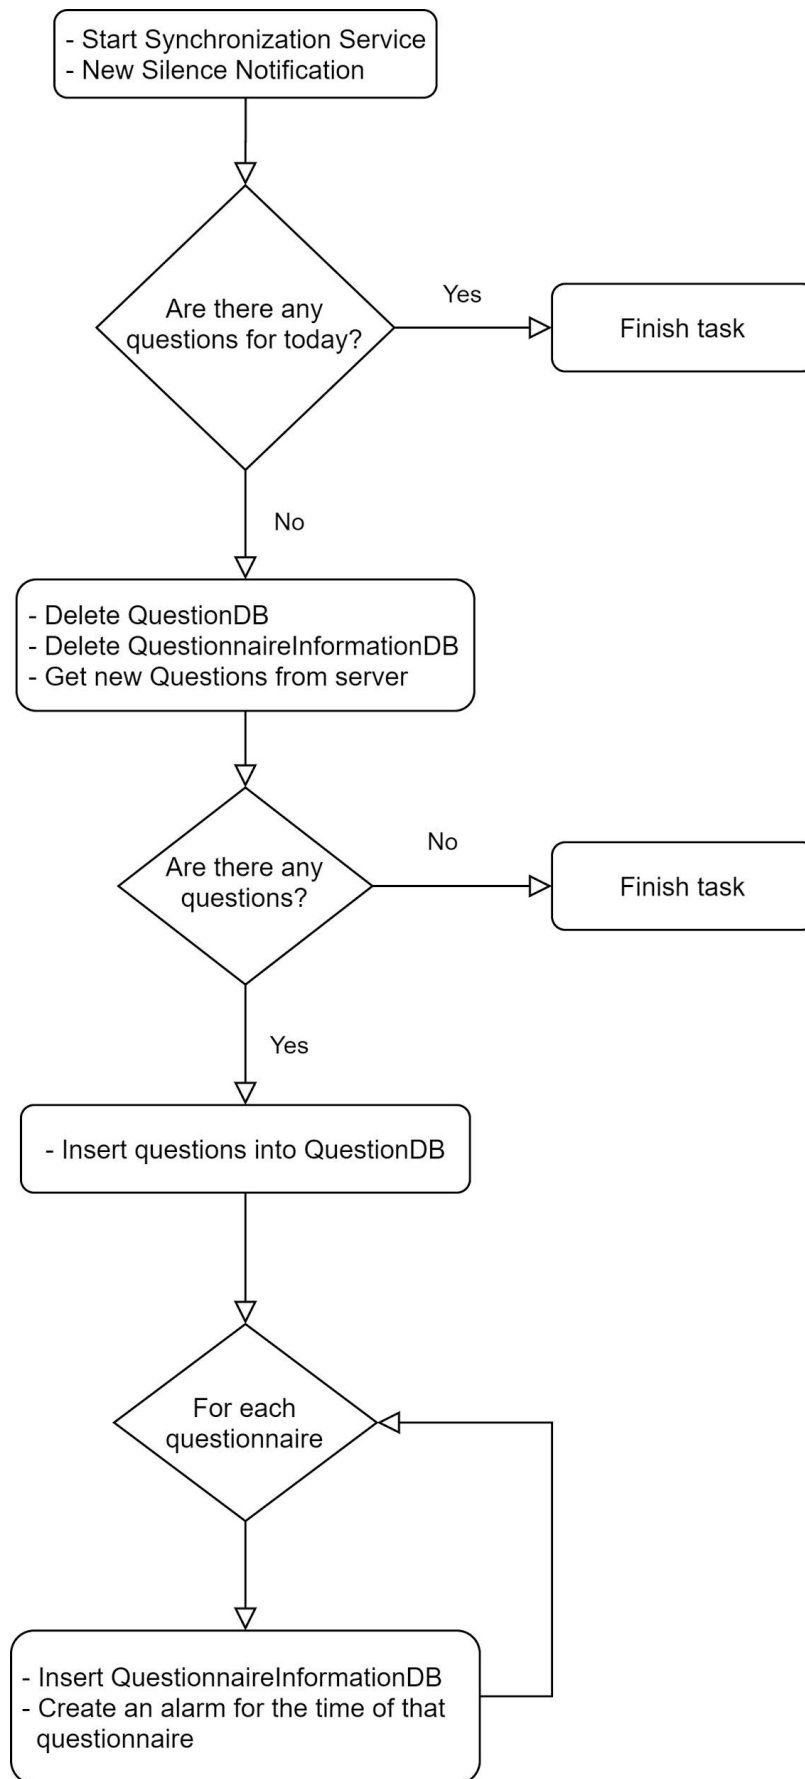 - Start Synchronization Service
- New Silence Notification
Are there any
questions for today?
Yes
Finish task
No
- Delete QuestionDB
- Delete QuestionnaireInformationDB
- Get new Questions from server
Are there any
questions?
No
Finish task
Yes
- Insert questions into QuestionDB
For each
questionnaire
- Insert QuestionnaireInformationDB
- Create an alarm for the time of that
questionnaire